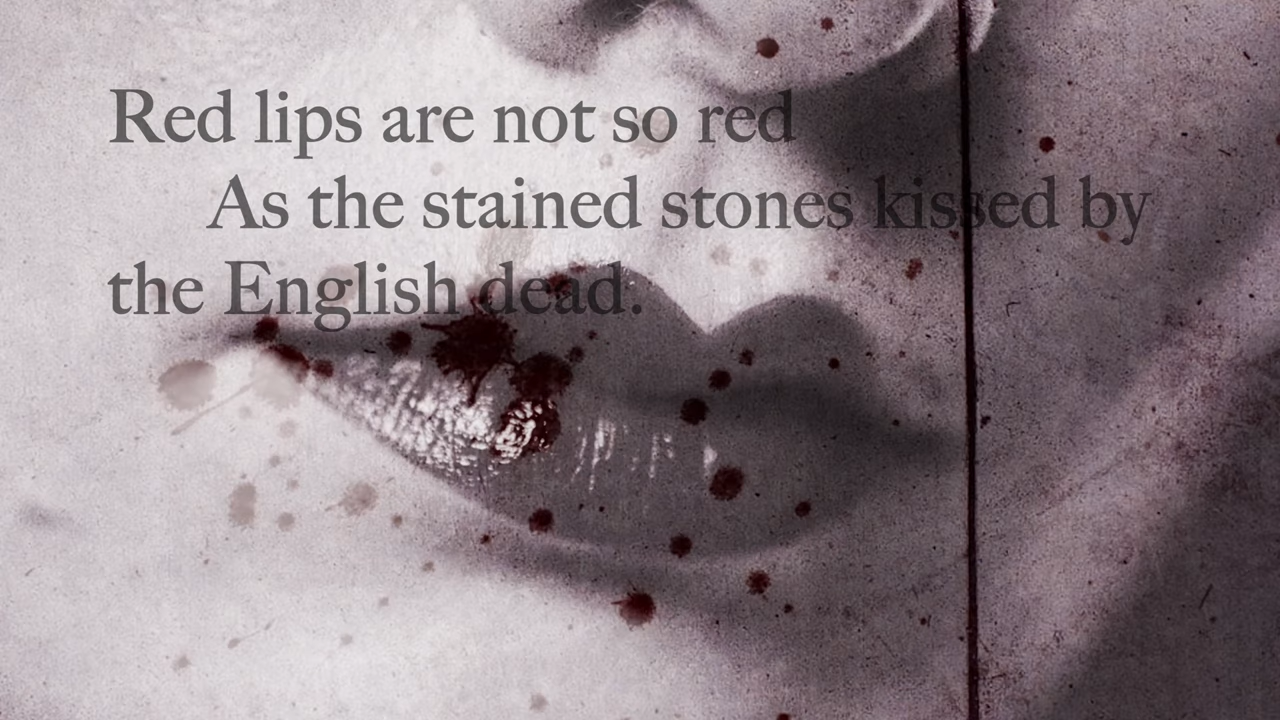 Red lips are not so red
As the stained stones kissed by
the English dead.